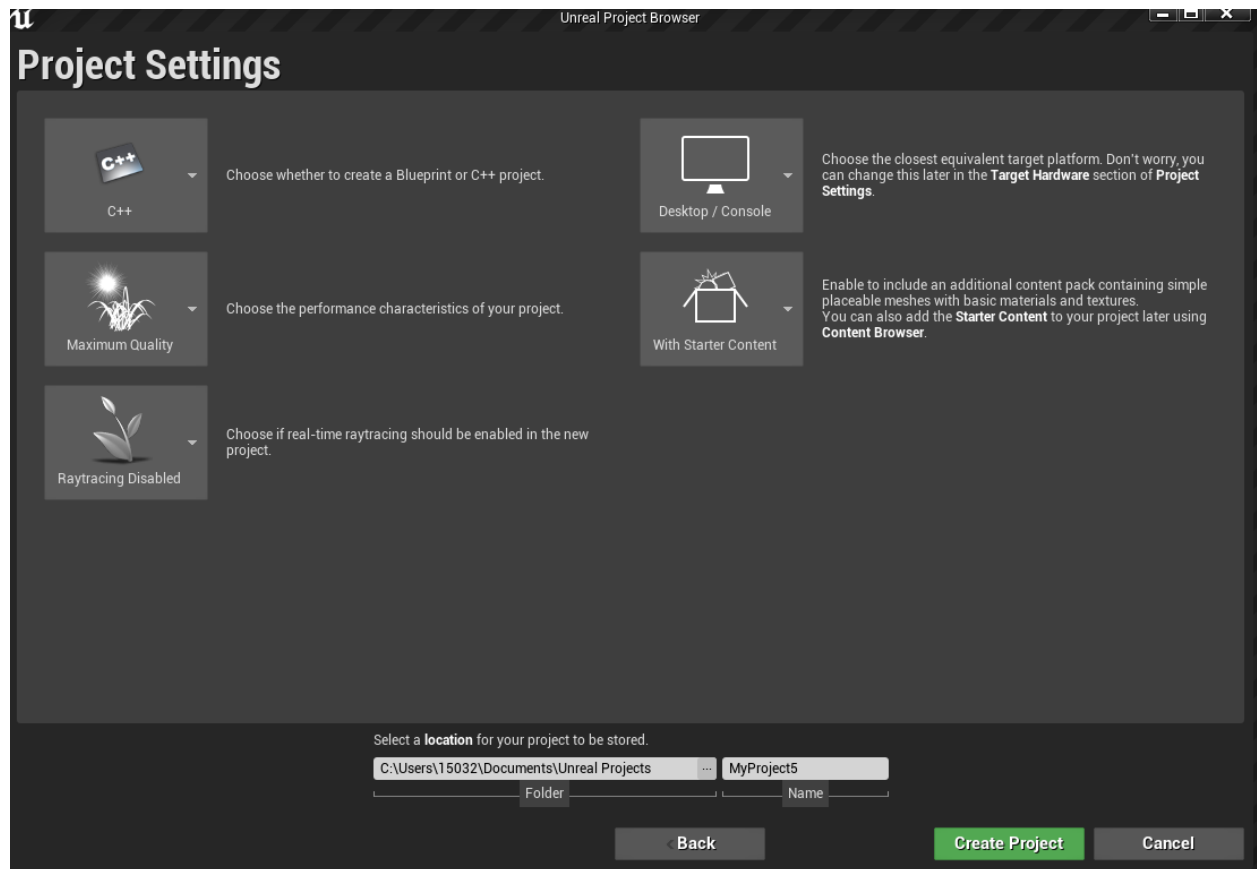 Unreal Project Browser
Project Settings
C++
C++
Choose whether to create a Blueprint or C++ project.
Desktop / Console
Choose the closest equivalent target platform. Don't worry, you
can change this later in the Target Hardware section of Project
Settings.
Maximum Quality
Choose the performance characteristics of your project.
With Starter Content
Enable to include an additional content pack containing simple
placeable meshes with basic materials and textures.
You can also add the Starter Content to your project later using
Content Browser.
Raytracing Disabled
Choose if real-time raytracing should be enabled in the new
project.
Select a location for your project to be stored.
C:\Users\15032\Documents\Unreal Projects ... MyProject5
Folder Name
Back Create Project Cancel